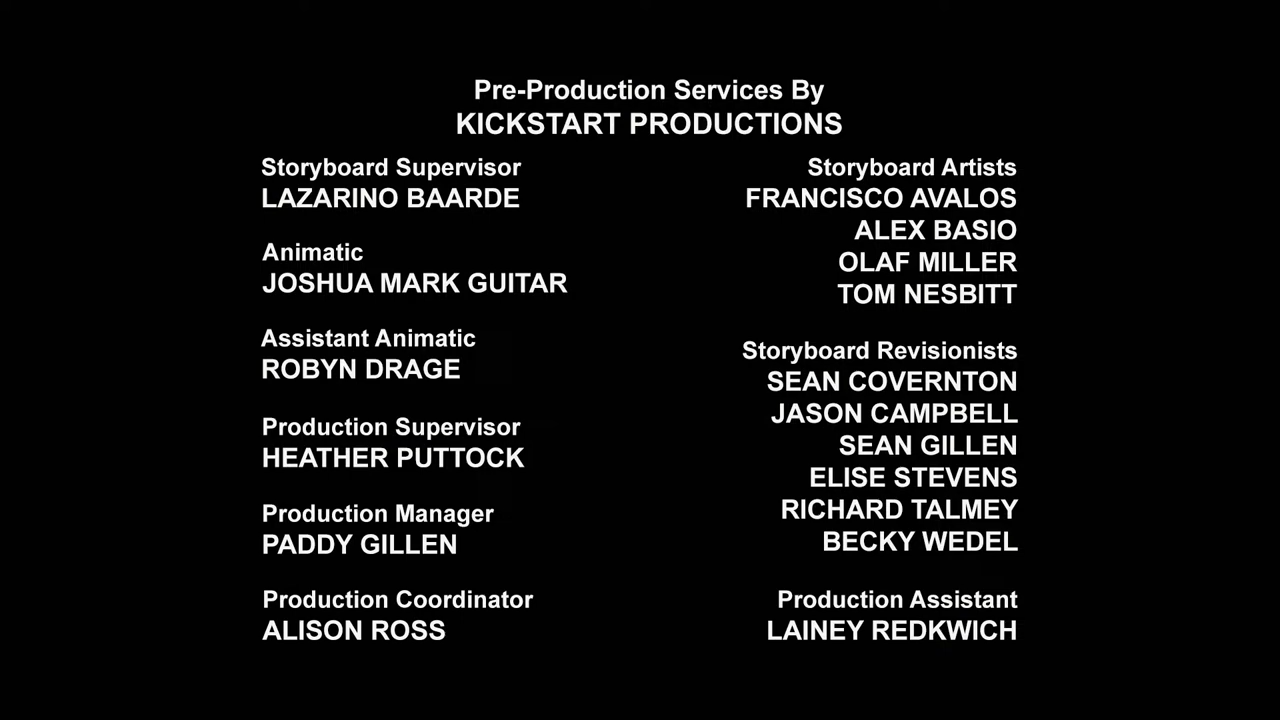 Pre-Production Services By
KICKSTART PRODUCTIONS
Storyboard Supervisor
LAZARINO BAARDE
Animatic
JOSHUA MARK GUITAR
Assistant Animatic
ROBYN DRAGE
Production Supervisor
HEATHER PUTTOCK
Production Manager
PADDY GILLEN
Production Coordinator
ALISON ROSS
Storyboard Artists
FRANCISCO AVALOS
ALEX BASIO
OLAF MILLER
TOM NESBITT
Storyboard Revisionists
SEAN COVERNTON
JASON CAMPBELL
SEAN GILLEN
ELISE STEVENS
RICHARD TALMEY
BECKY WEDEL
Production Assistant
LAINEY REDKWICH